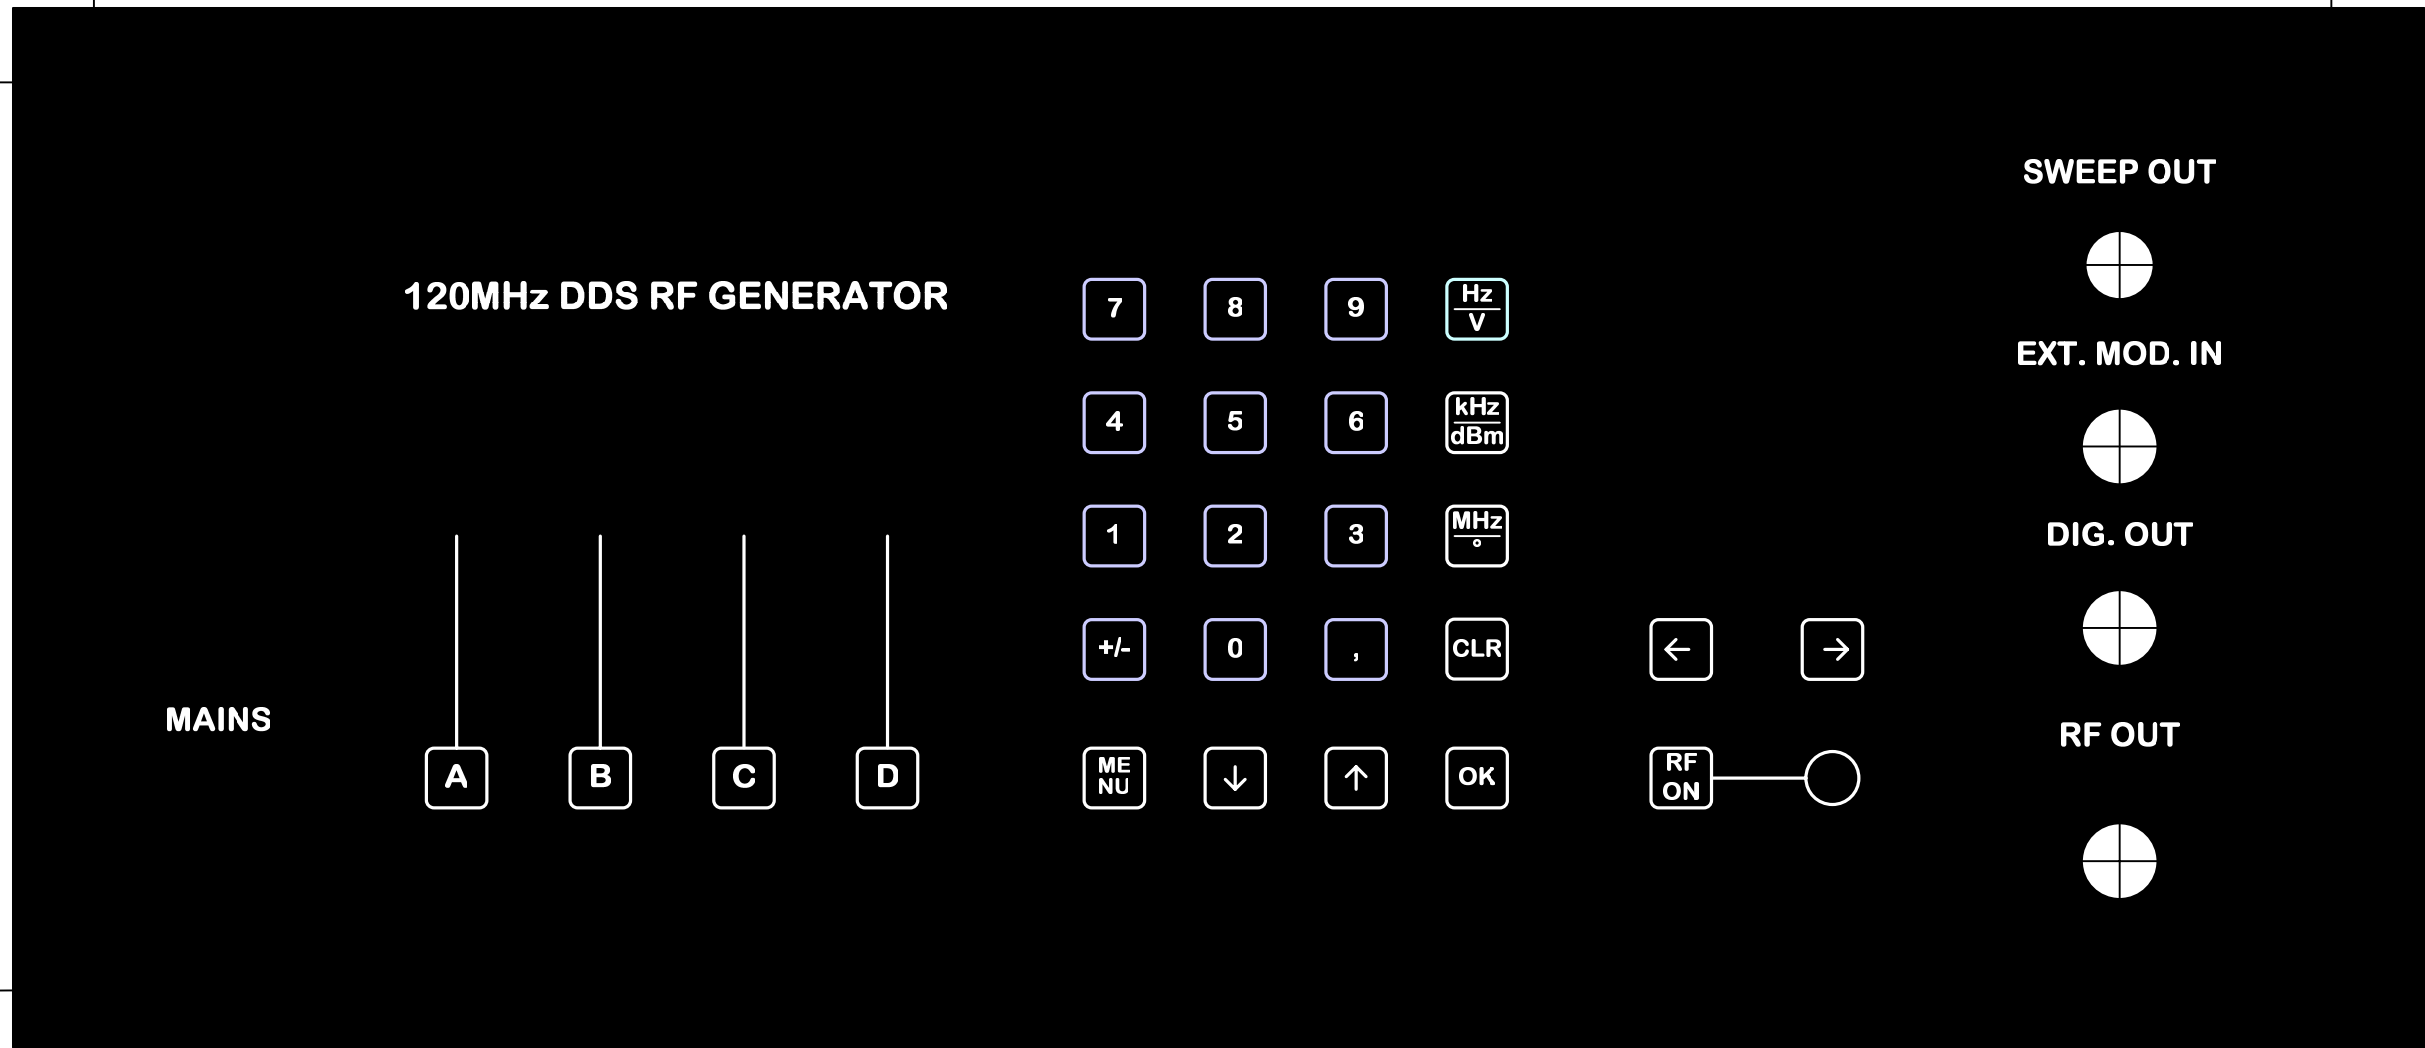 SWEEP OUT
120MHz DDS RF GENERATOR
7 8 9 Hz
V
EXT. MOD. IN
4 5 6 kHz
dBm
1 2 3 MHz
°
DIG. OUT
+/- 0 , CLR ← →
MAINS
RF OUT
A B C D
ME
NU
↓ ↑ OK
RF
ON